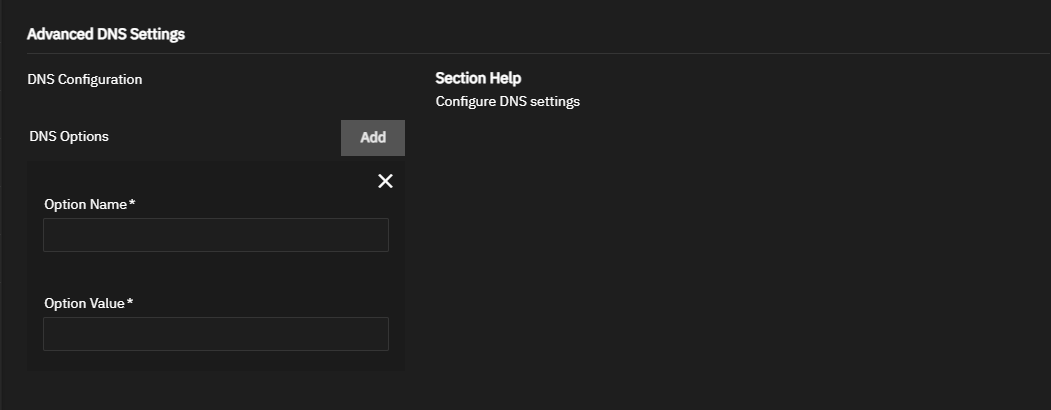 Advanced DNS Settings
DNS Configuration
Section Help
Configure DNS settings
DNS Options
Add
Option Name*
Option Value*